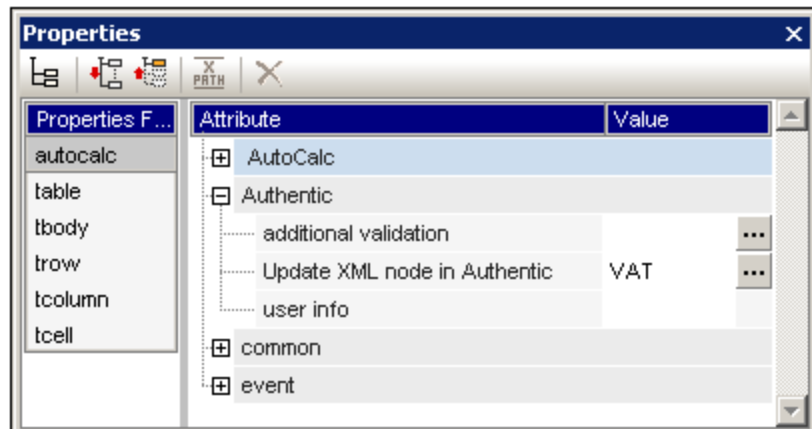 Properties
X
PATH
Properties F...
Attribute
Value
autocalc
AutoCalc
table
Authentic
tbody
additional validation
...
trow
Update XML node in Authentic
VAT
...
tcolumn
user info
tcell
common
event